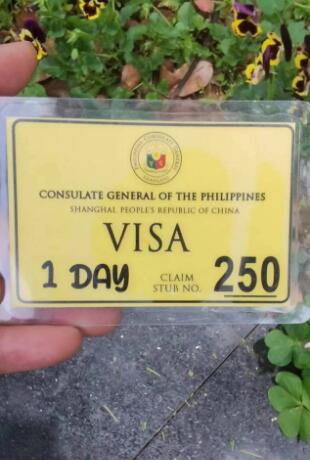 CONSULATE GENERAL OF THE PHILIPPINES
SHANGHAI PEOPLE'S REPUBLIC OF CHINA
VISA
1 DAY
CLAIM
STUB NO.
250